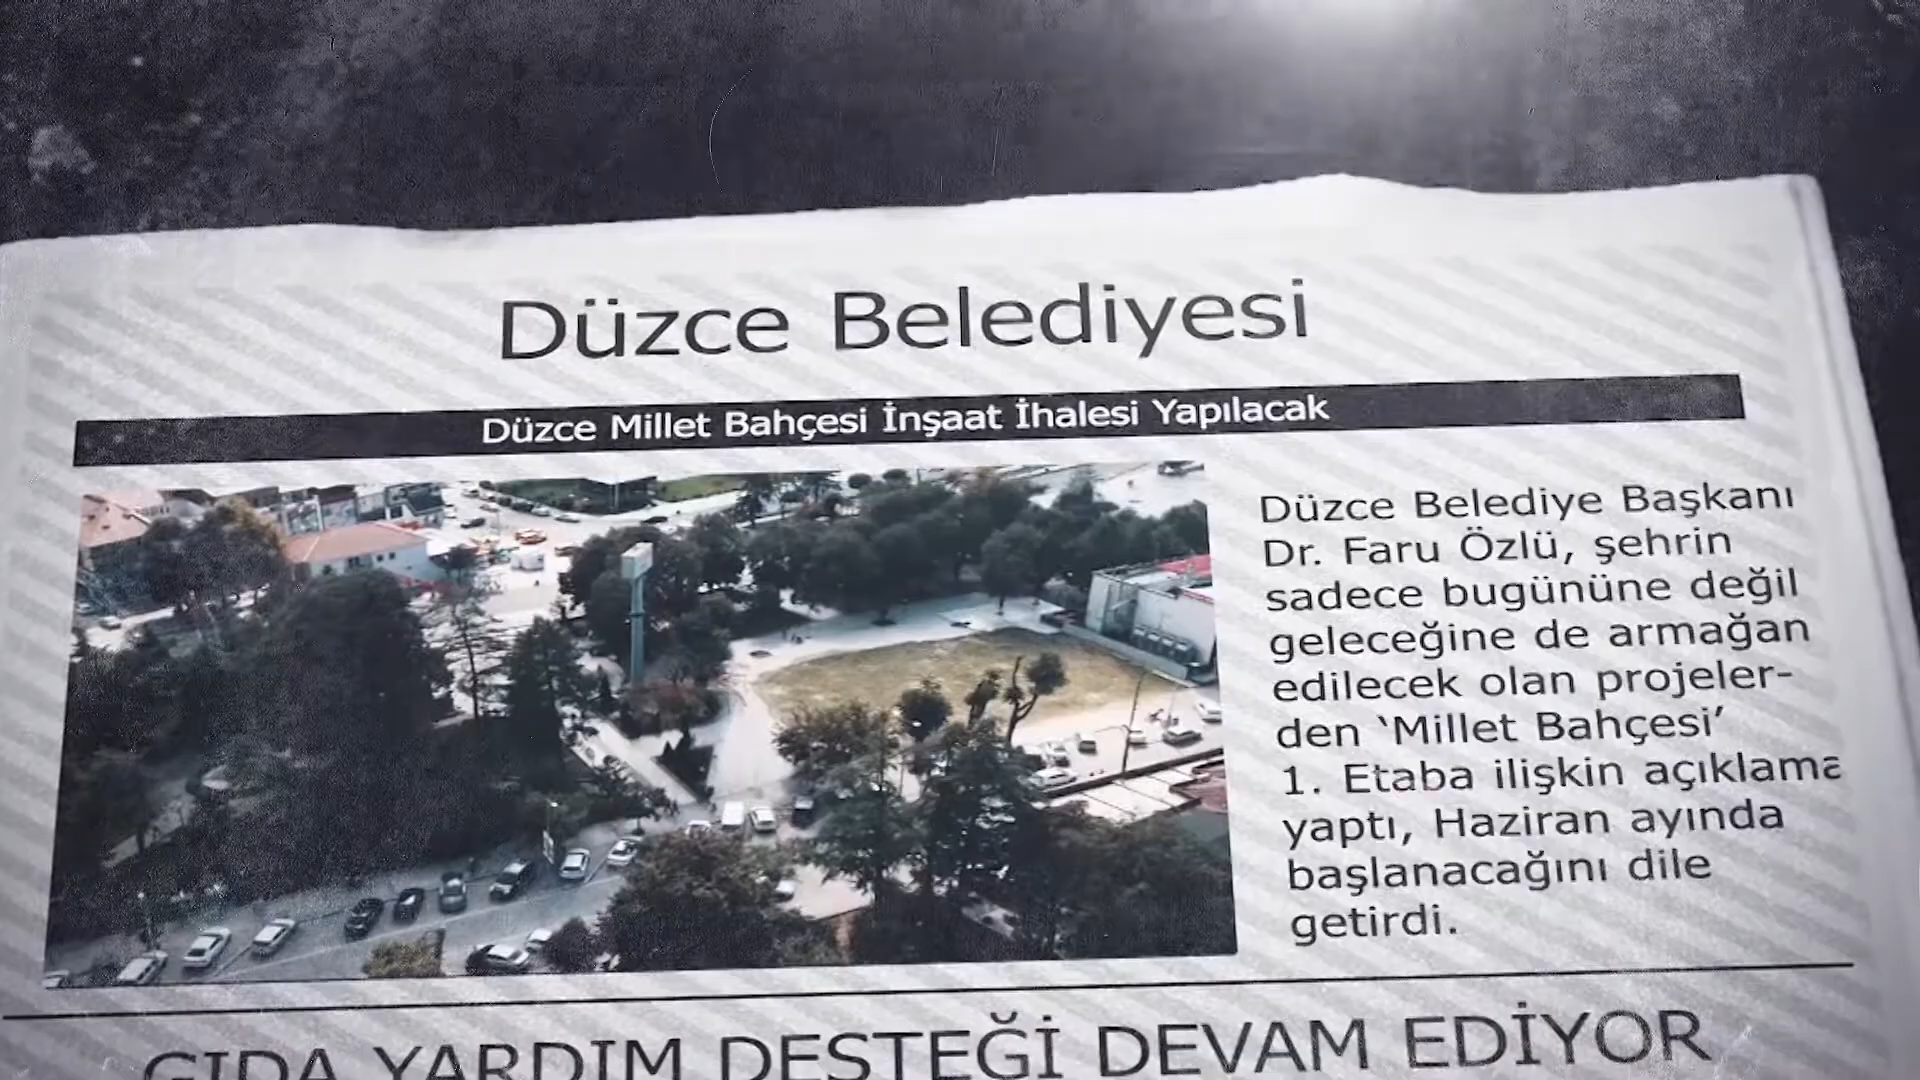 Düzce Belediyesi
Düzce Millet Bahçesi İnşaat İhalesi Yapılacak
Düzce Belediye Başkanı
Dr. Faru Özlü, şehrin
sadece bugününe değil
geleceğine de armağan
edilecek olan projeler-
den ‘Millet Bahçesi’
1. Etaba ilişkin açıklama
yaptı, Haziran ayında
başlanacağını dile
getirdi.
GIDA YARDIM DESTEĞİ DEVAM EDİYOR